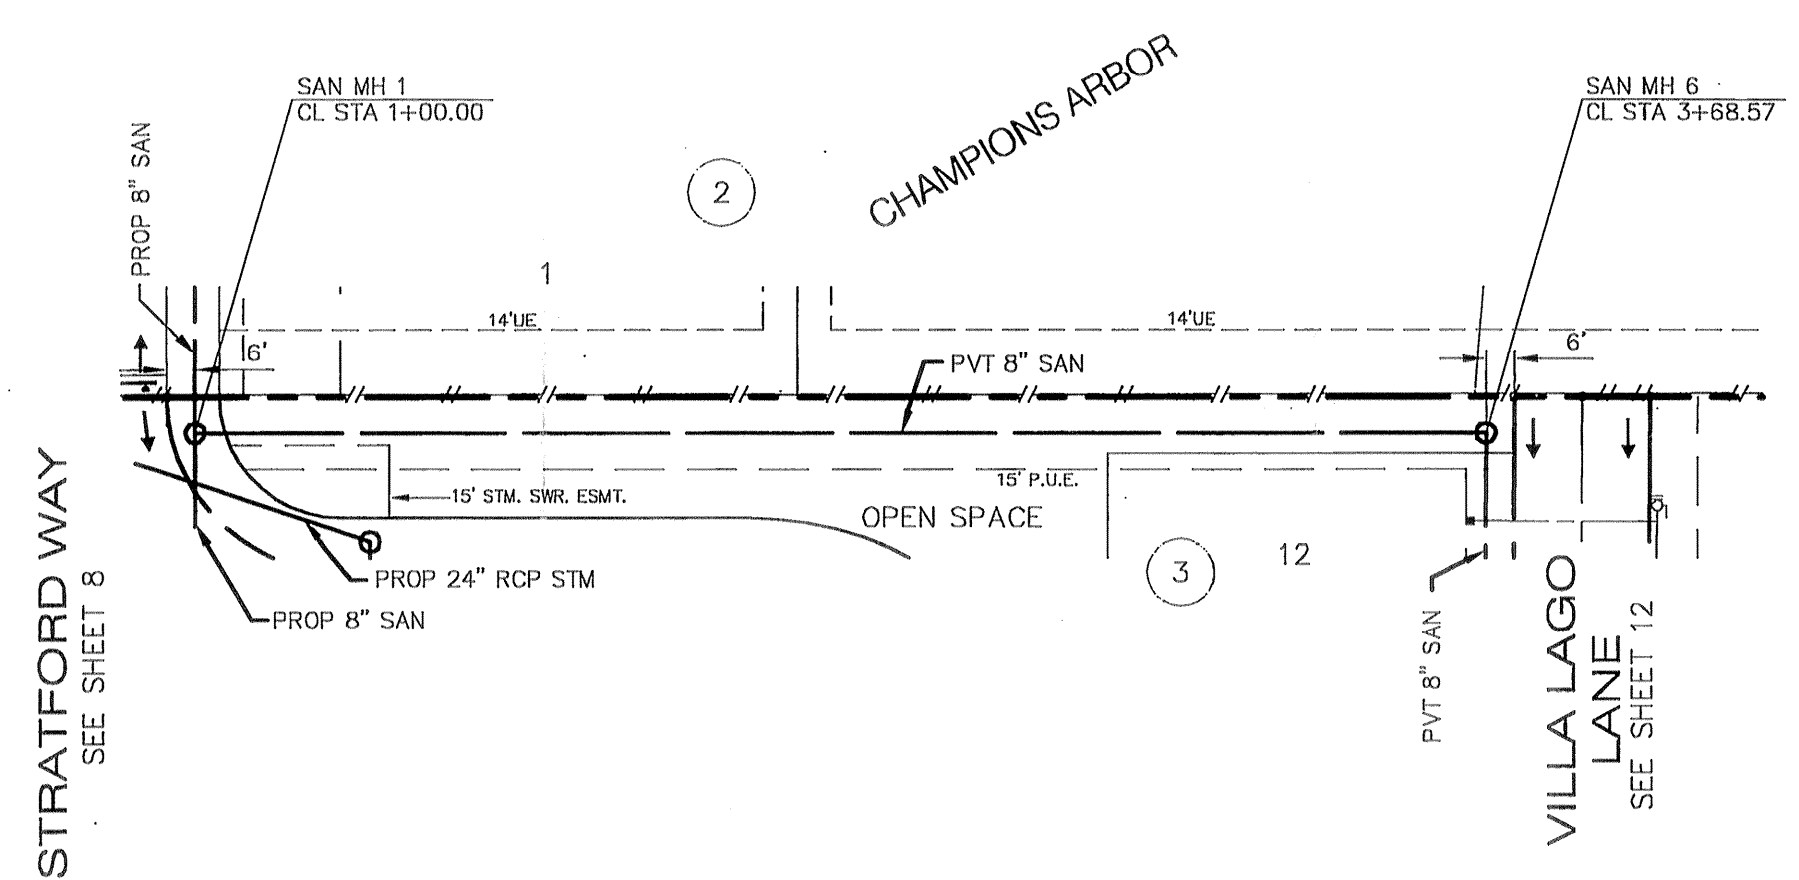 SAN MH 1
CL STA 1+00.00
SAN MH 6
CL STA 3+68.57
CHAMPIONS ARBOR
PROP 8" SAN
2
1
14'UE
14'UE
6'
6'
PVT 8" SAN
15' P.U.E.
15' STM. SWR. ESMT.
OPEN SPACE
12
3
PROP 24" RCP STM
PROP 8" SAN
PVT 8" SAN
STRATFORD WAY
SEE SHEET 8
VILLA LAGO
LANE
SEE SHEET 12